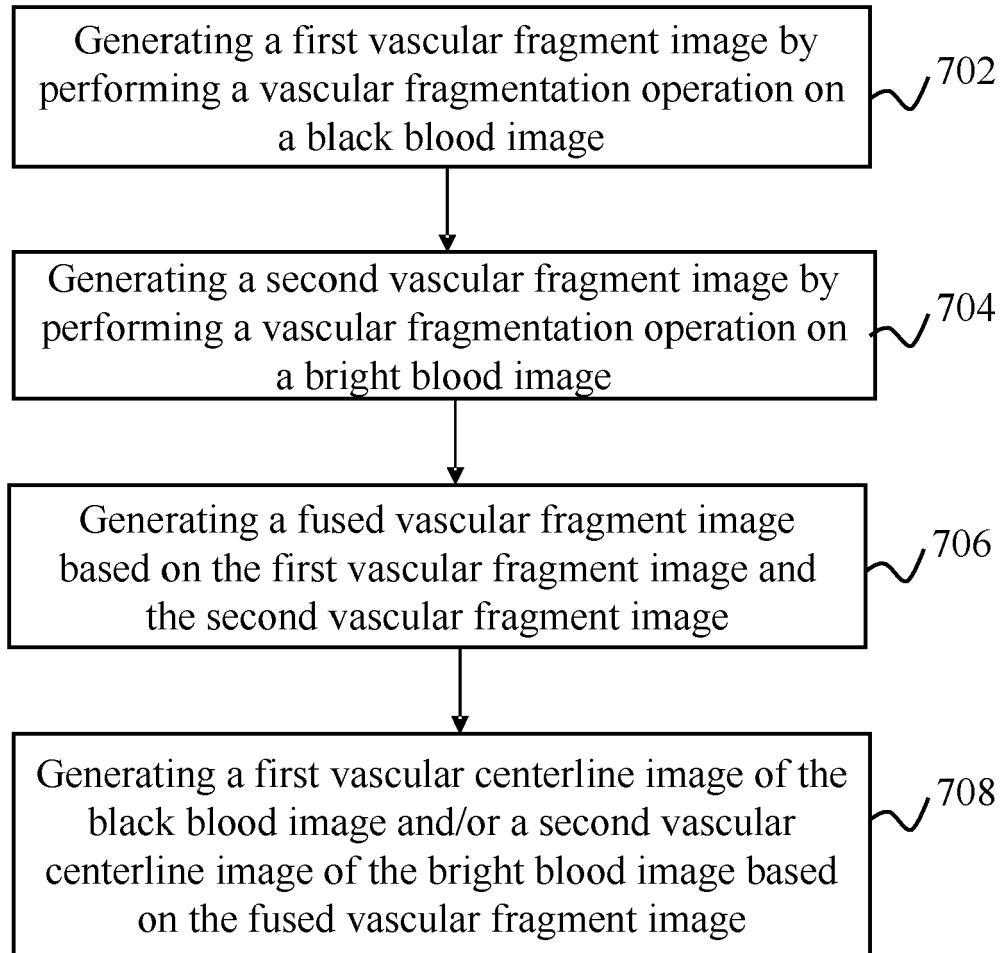 Generating a first vascular fragment image by
performing a vascular fragmentation operation on
a black blood image
702
Generating a second vascular fragment image by
performing a vascular fragmentation operation on
a bright blood image
704
Generating a fused vascular fragment image
based on the first vascular fragment image and
the second vascular fragment image
706
Generating a first vascular centerline image of the
black blood image and/or a second vascular
centerline image of the bright blood image based
on the fused vascular fragment image
708